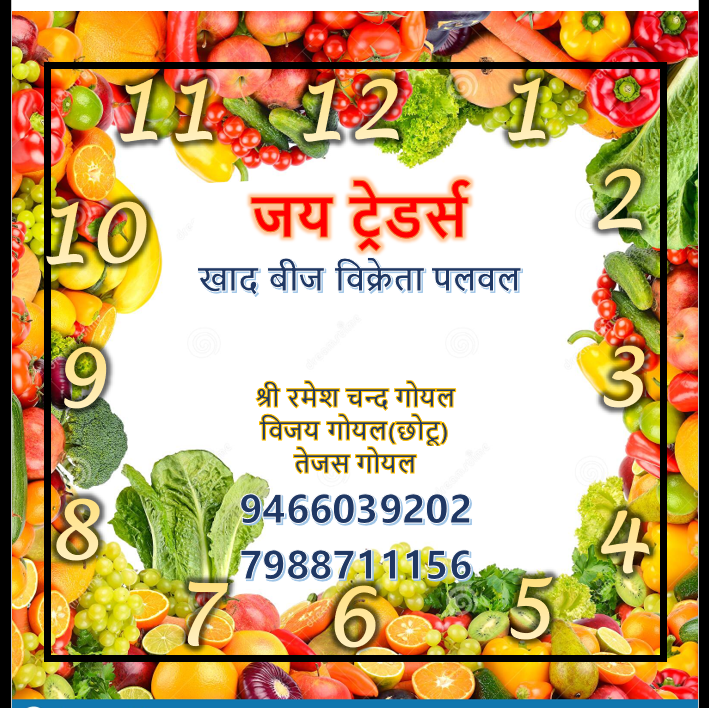 11 12 1
10 2
जय ट्रेडर्स
खाद बीज विक्रेता पलवल
9 3
श्री रमेश चन्द गोयल
विजय गोयल(छोटू)
तेजस गोयल
9466039202
8 4
7988711156
7 6 5